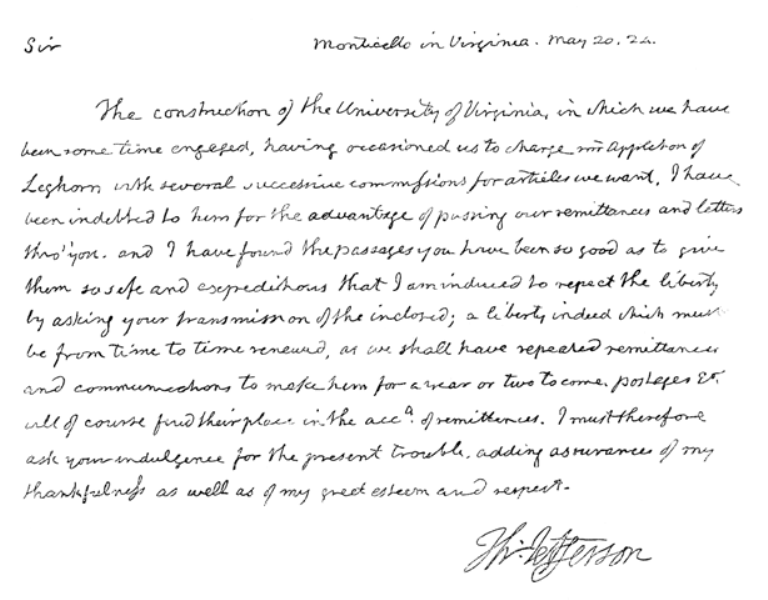 Sir Monticello in Virginia. May 20. 24.
The construction of the University of Virginia, in which we have
been some time engaged, having occasioned us to charge mr Appleton of
Leghorn with several successive commissions for articles we want, I have
been indebted to him for the advantage of passing our remittances and letters
thro' you. and I have found the passages you have been so good as to give
them so safe and expeditious that I am induced to repeat the liberty
by asking your transmission of the inclosed; a liberty indeed which must
be from time to time renewed, as we shall have repeated remittances
and communications to make him for a year or two to come. postages &c.
will of course find their place in the acct. of remittances. I must therefore
ask your indulgence for the present trouble, adding assurances of my
thankfulness as well as of my great esteem and respect.
Th: Jefferson